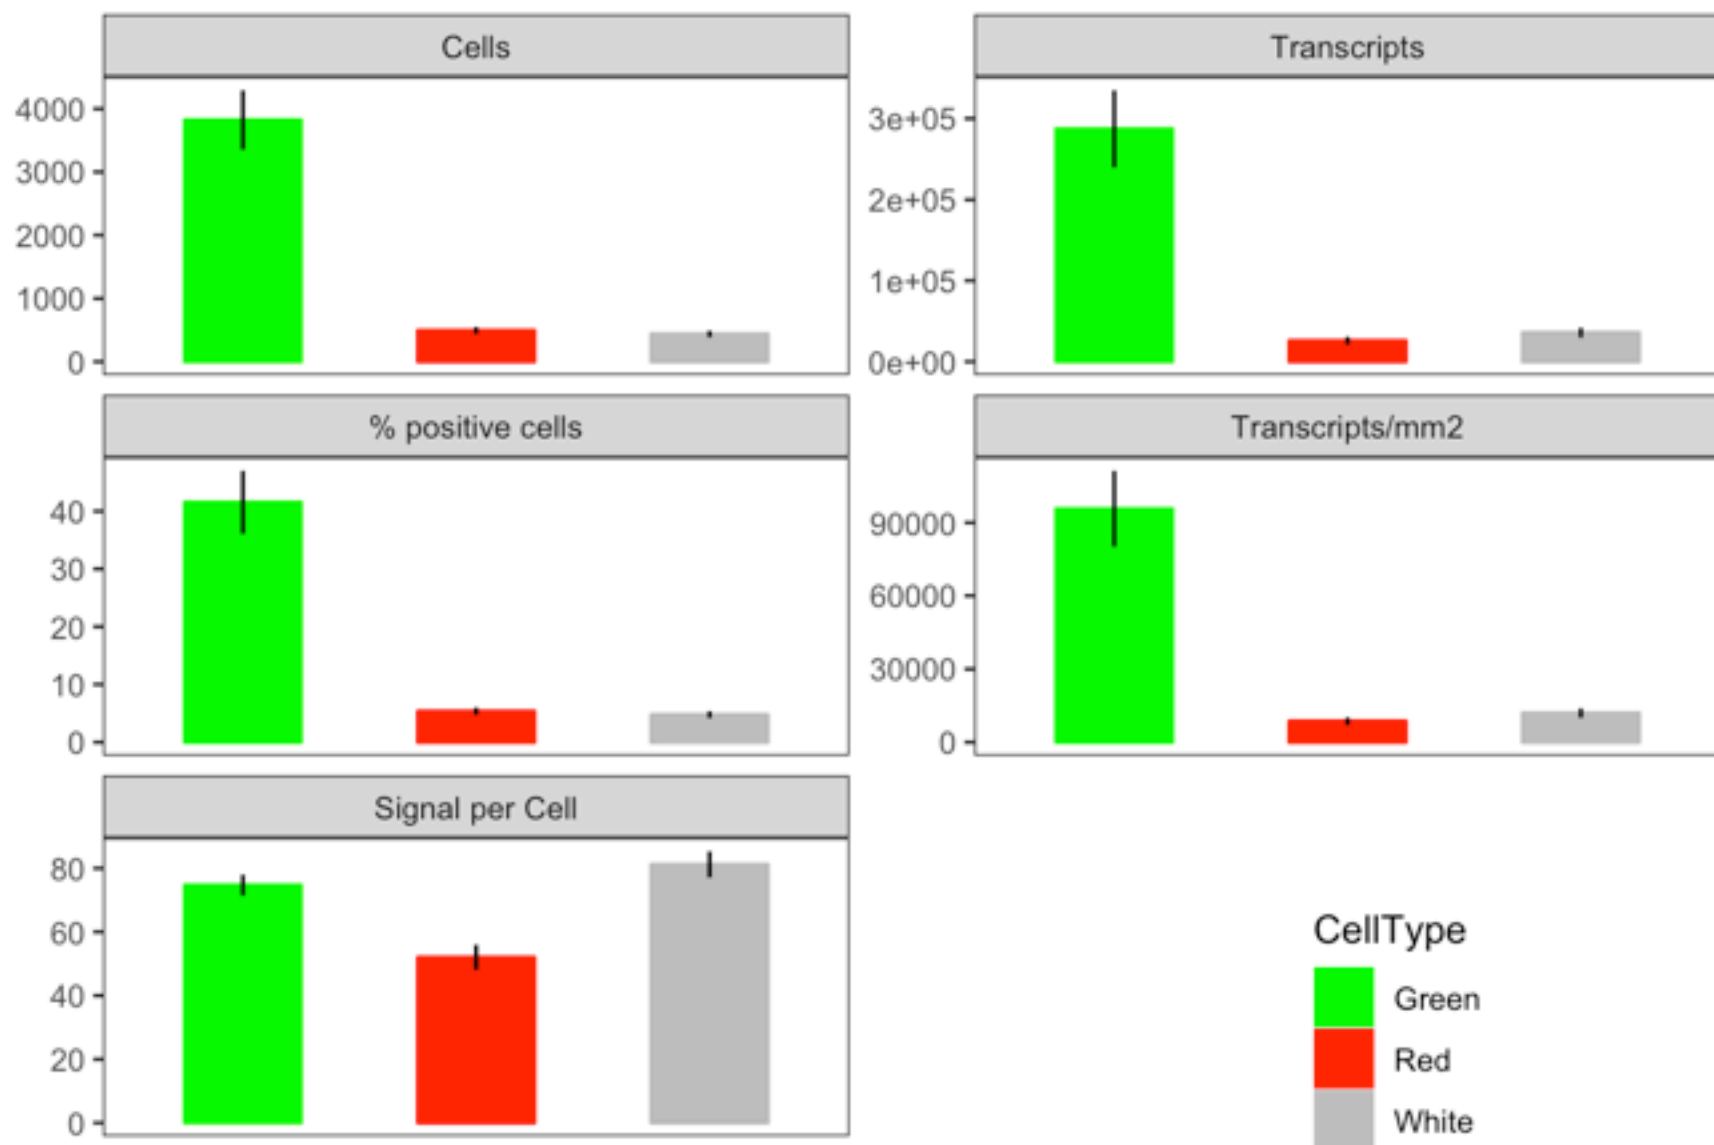 Cells
4000
3000
2000
1000
0
Transcripts
3e+05
2e+05
1e+05
0e+00
% positive cells
40
30
20
10
0
Transcripts/mm2
90000
60000
30000
0
Signal per Cell
80
60
40
20
0
CellType
Green
Red
White